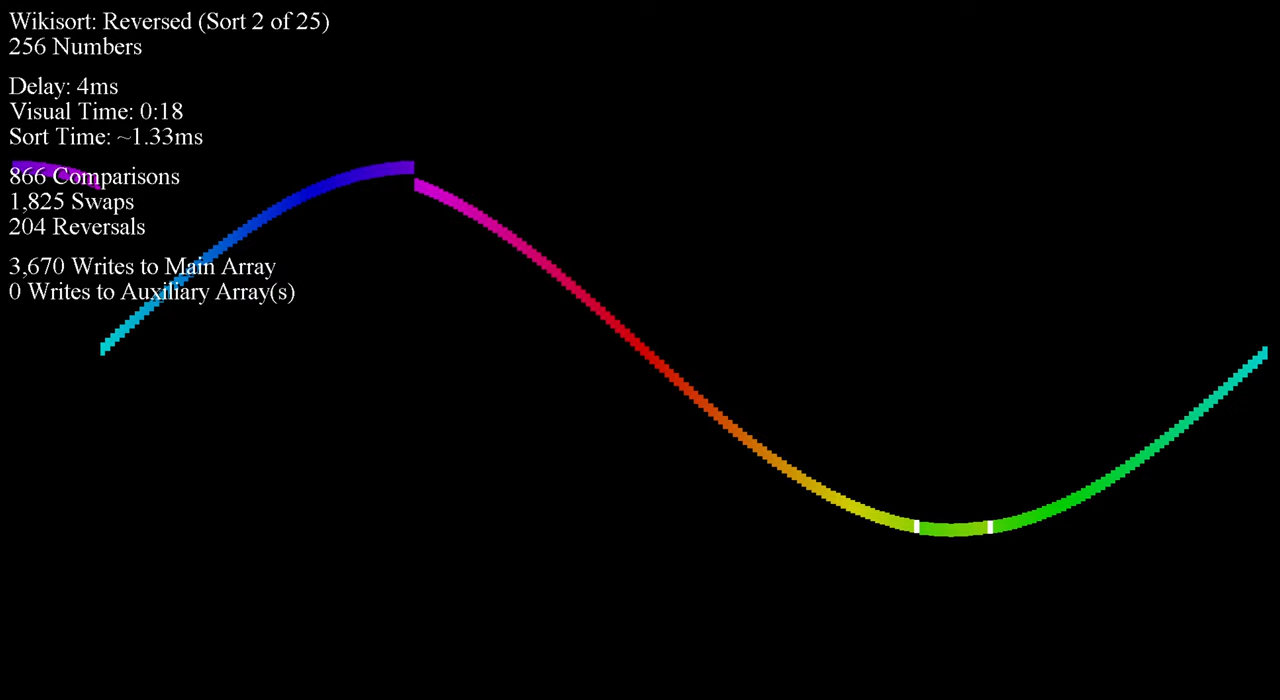 Wikisort: Reversed (Sort 2 of 25)
256 Numbers
Delay: 4ms
Visual Time: 0:18
Sort Time: ~1.33ms
866 Comparisons
1,825 Swaps
204 Reversals
3,670 Writes to Main Array
0 Writes to Auxiliary Array(s)